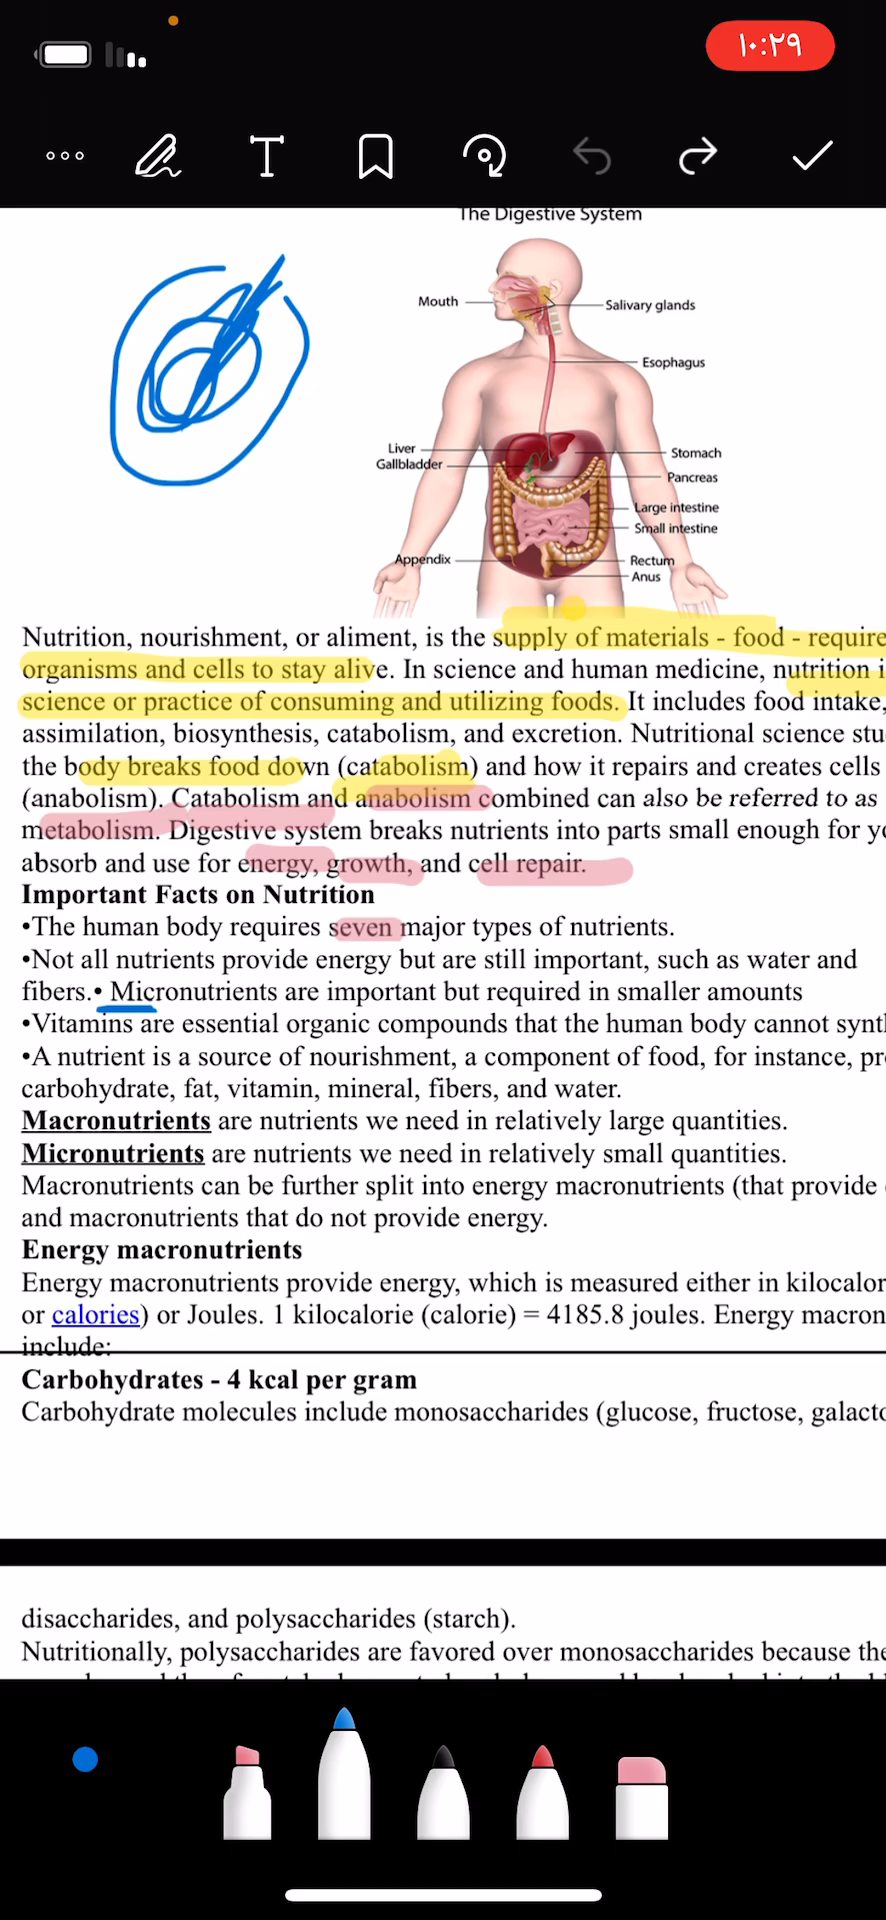 ١٠:٢٩
T
The Digestive System
Mouth
Salivary glands
Esophagus
Liver
Gallbladder
Stomach
Pancreas
Large intestine
Small intestine
Appendix
Rectum
Anus
Nutrition, nourishment, or aliment, is the supply of materials - food - require
organisms and cells to stay alive. In science and human medicine, nutrition i
science or practice of consuming and utilizing foods. It includes food intake,
assimilation, biosynthesis, catabolism, and excretion. Nutritional science stu
the body breaks food down (catabolism) and how it repairs and creates cells
(anabolism). Catabolism and anabolism combined can also be referred to as
metabolism. Digestive system breaks nutrients into parts small enough for yo
absorb and use for energy, growth, and cell repair.
Important Facts on Nutrition
•The human body requires seven major types of nutrients.
•Not all nutrients provide energy but are still important, such as water and
fibers.• Micronutrients are important but required in smaller amounts
•Vitamins are essential organic compounds that the human body cannot synt
•A nutrient is a source of nourishment, a component of food, for instance, pr
carbohydrate, fat, vitamin, mineral, fibers, and water.
Macronutrients are nutrients we need in relatively large quantities.
Micronutrients are nutrients we need in relatively small quantities.
Macronutrients can be further split into energy macronutrients (that provide
and macronutrients that do not provide energy.
Energy macronutrients
Energy macronutrients provide energy, which is measured either in kilocalor
or calories) or Joules. 1 kilocalorie (calorie) = 4185.8 joules. Energy macron
include:
Carbohydrates - 4 kcal per gram
Carbohydrate molecules include monosaccharides (glucose, fructose, galacto
disaccharides, and polysaccharides (starch).
Nutritionally, polysaccharides are favored over monosaccharides because the